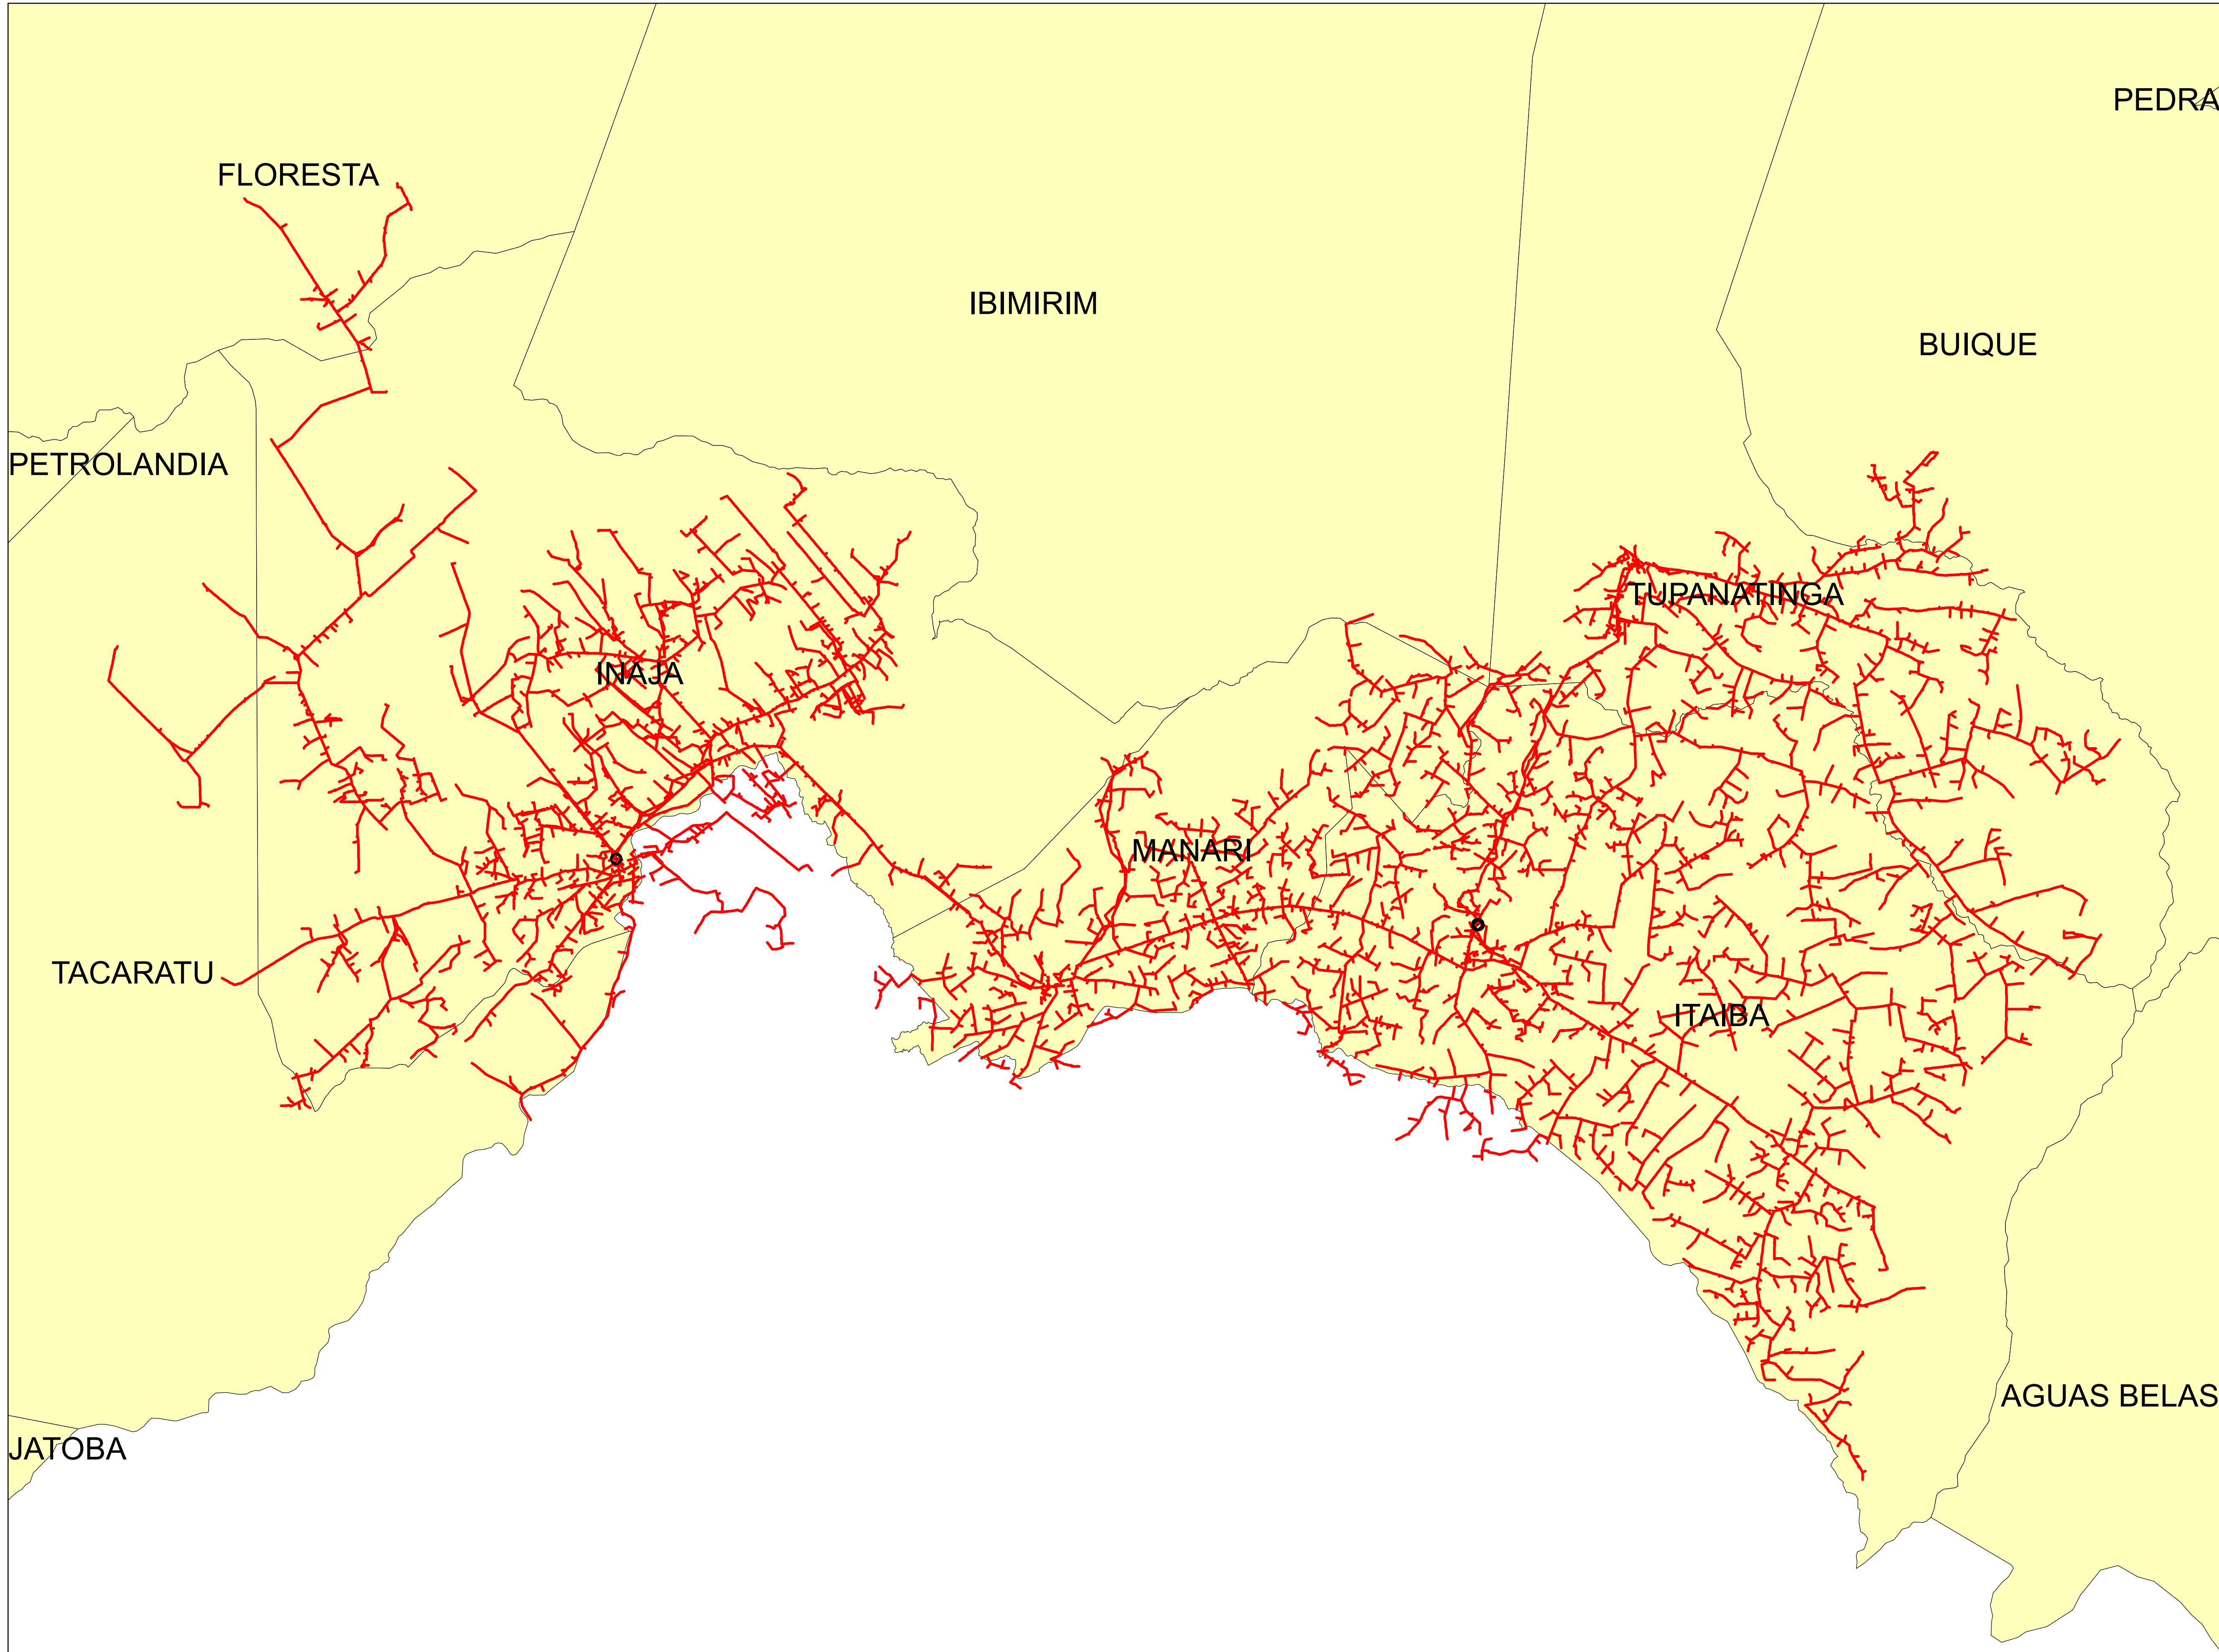 PEDRA
FLORESTA
IBIMIRIM
BUIQUE
PETROLANDIA
TUPANATINGA
INAJA
MANARI
TACARATU
ITAIBA
AGUAS BELAS
JATOBA